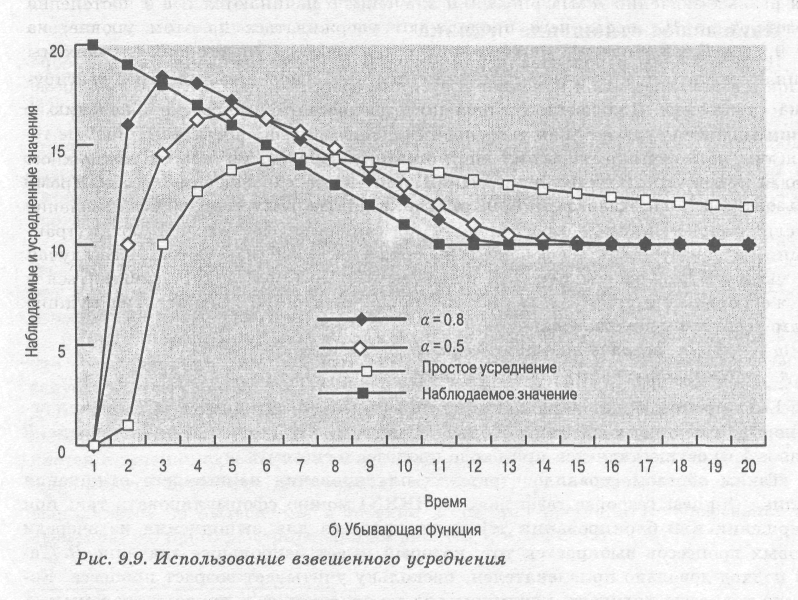 Наблюдаемые и усредненные значения
20
15
10
5
0
α = 0.8
α = 0.5
Простое усреднение
Наблюдаемое значение
1 2 3 4 5 6 7 8 9 10 11 12 13 14 15 16 17 18 19 20
Время
б) Убывающая функция
Рис. 9.9. Использование взвешенного усреднения